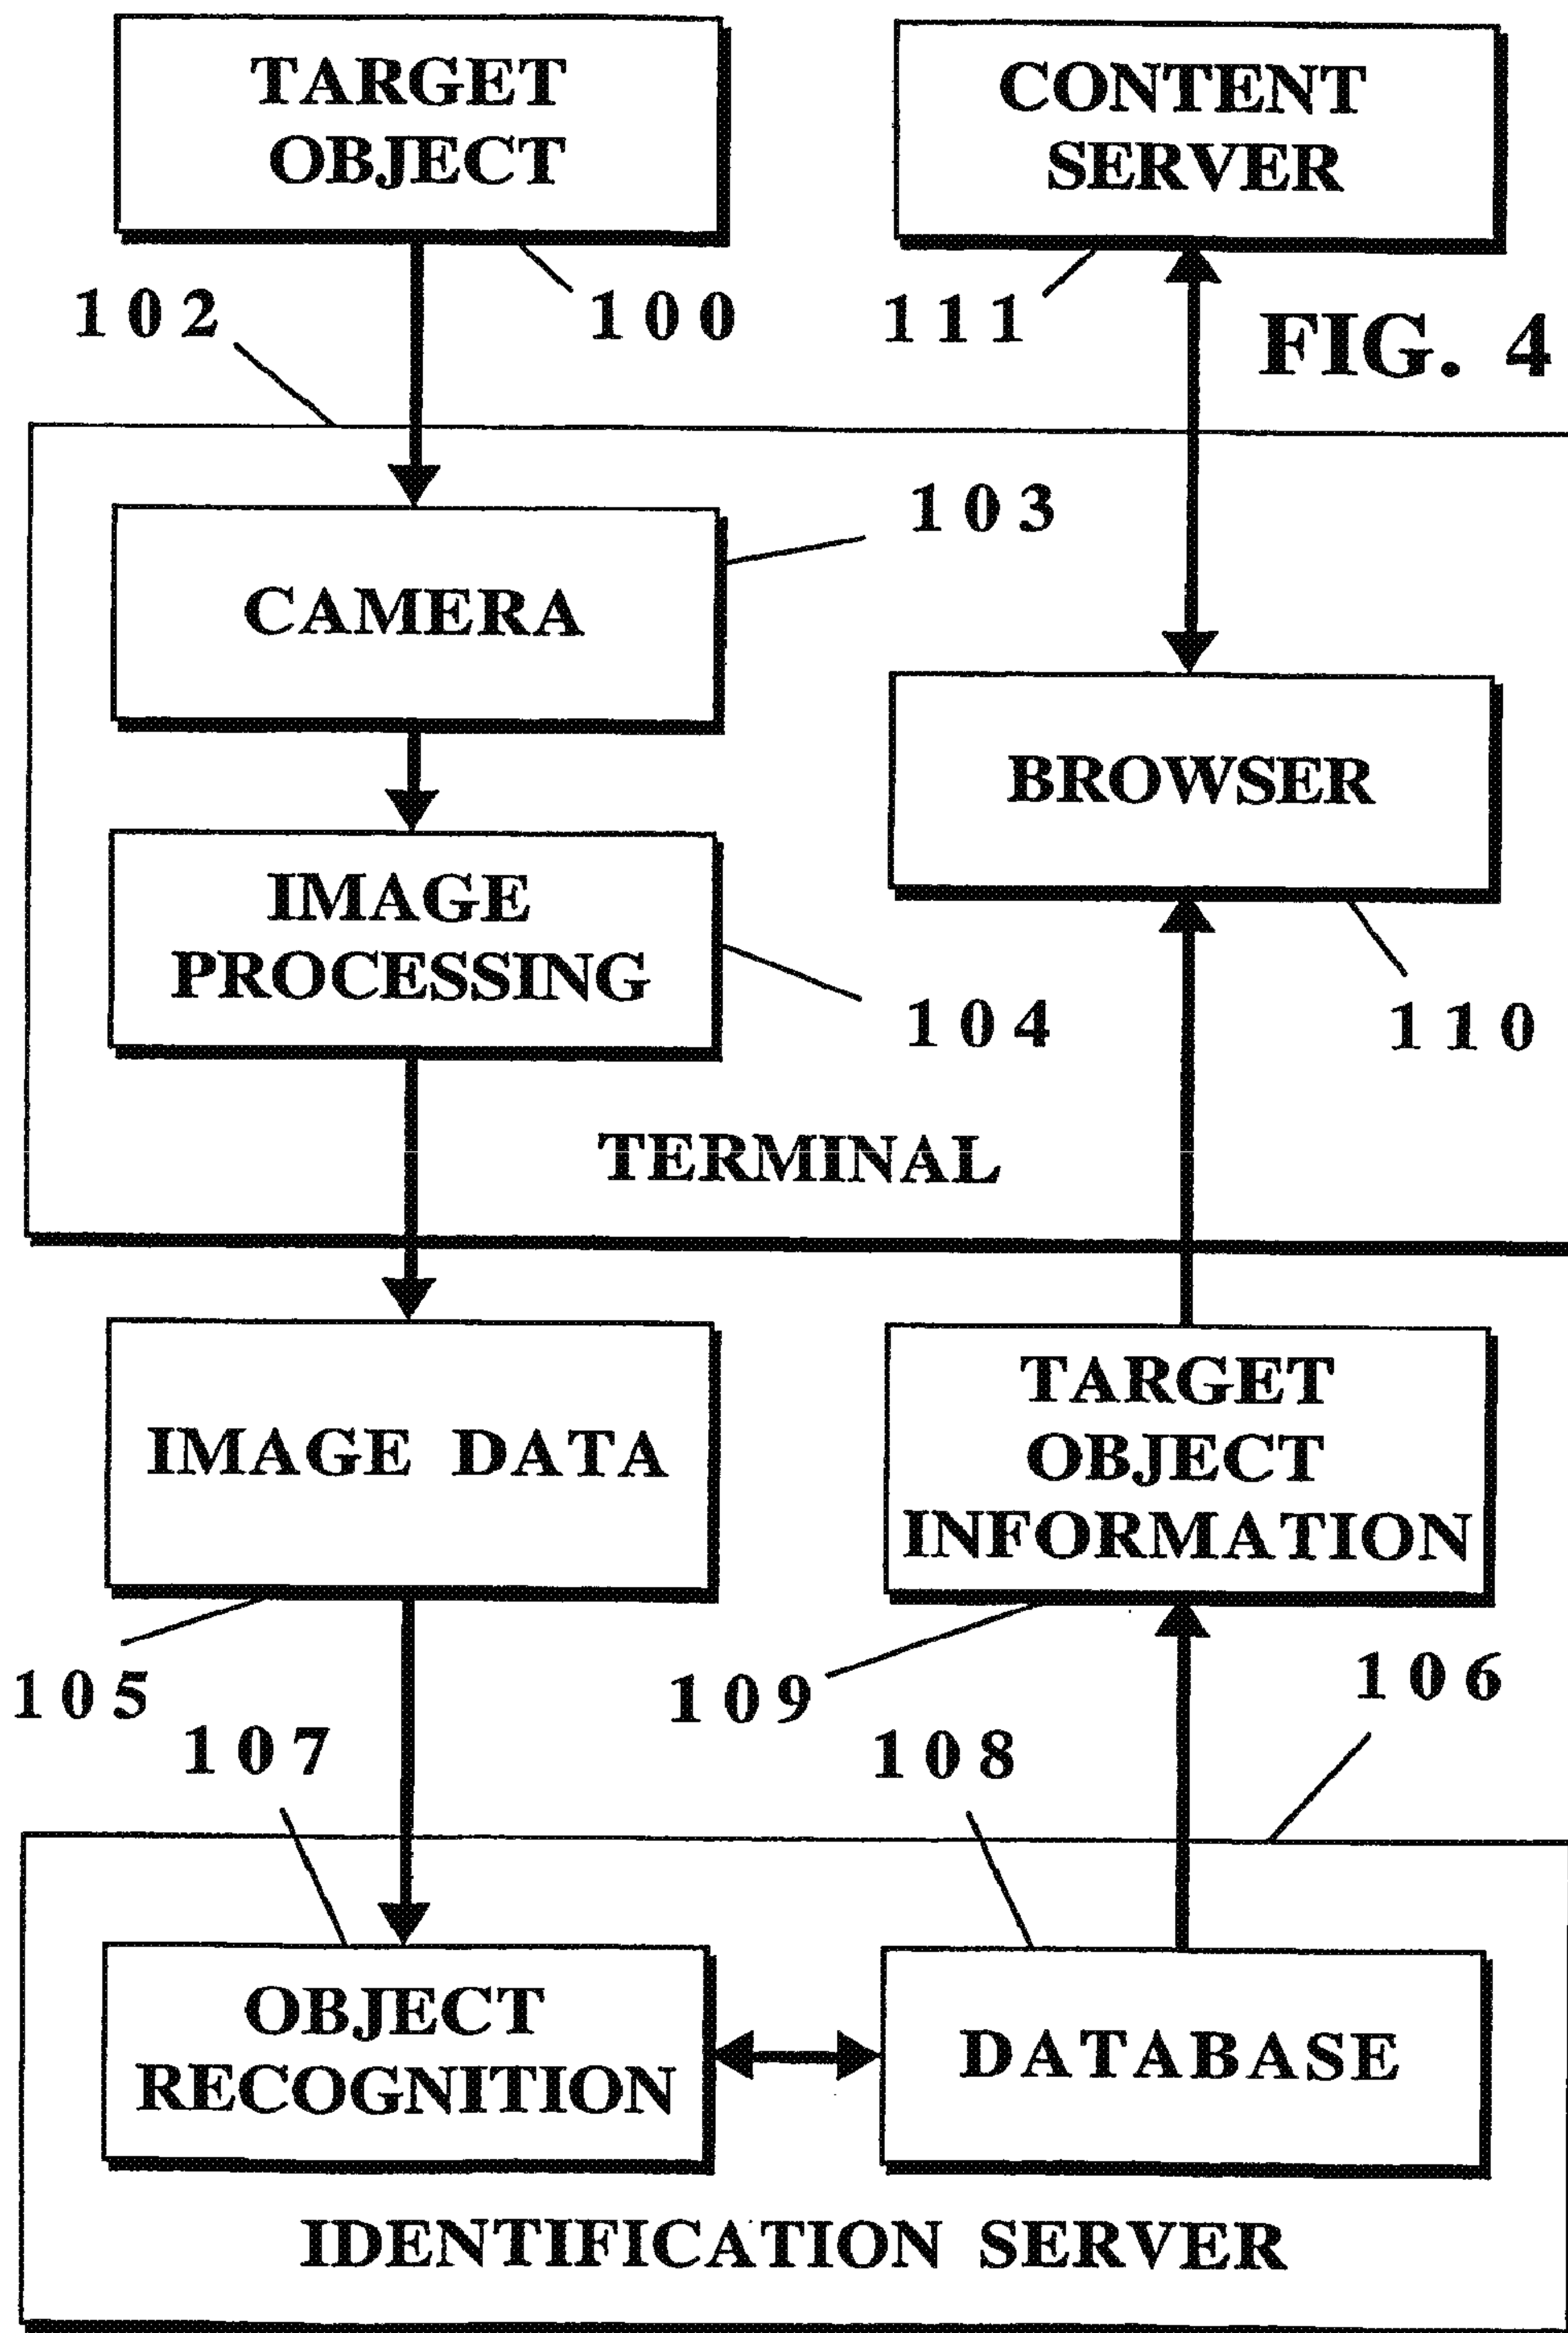 TARGET
OBJECT
CONTENT
SERVER
102
100
111
FIG. 4
103
CAMERA
BROWSER
IMAGE
PROCESSING
104
110
TERMINAL
IMAGE DATA
TARGET
OBJECT
INFORMATION
105
109
106
107
108
OBJECT
RECOGNITION
DATABASE
IDENTIFICATION SERVER